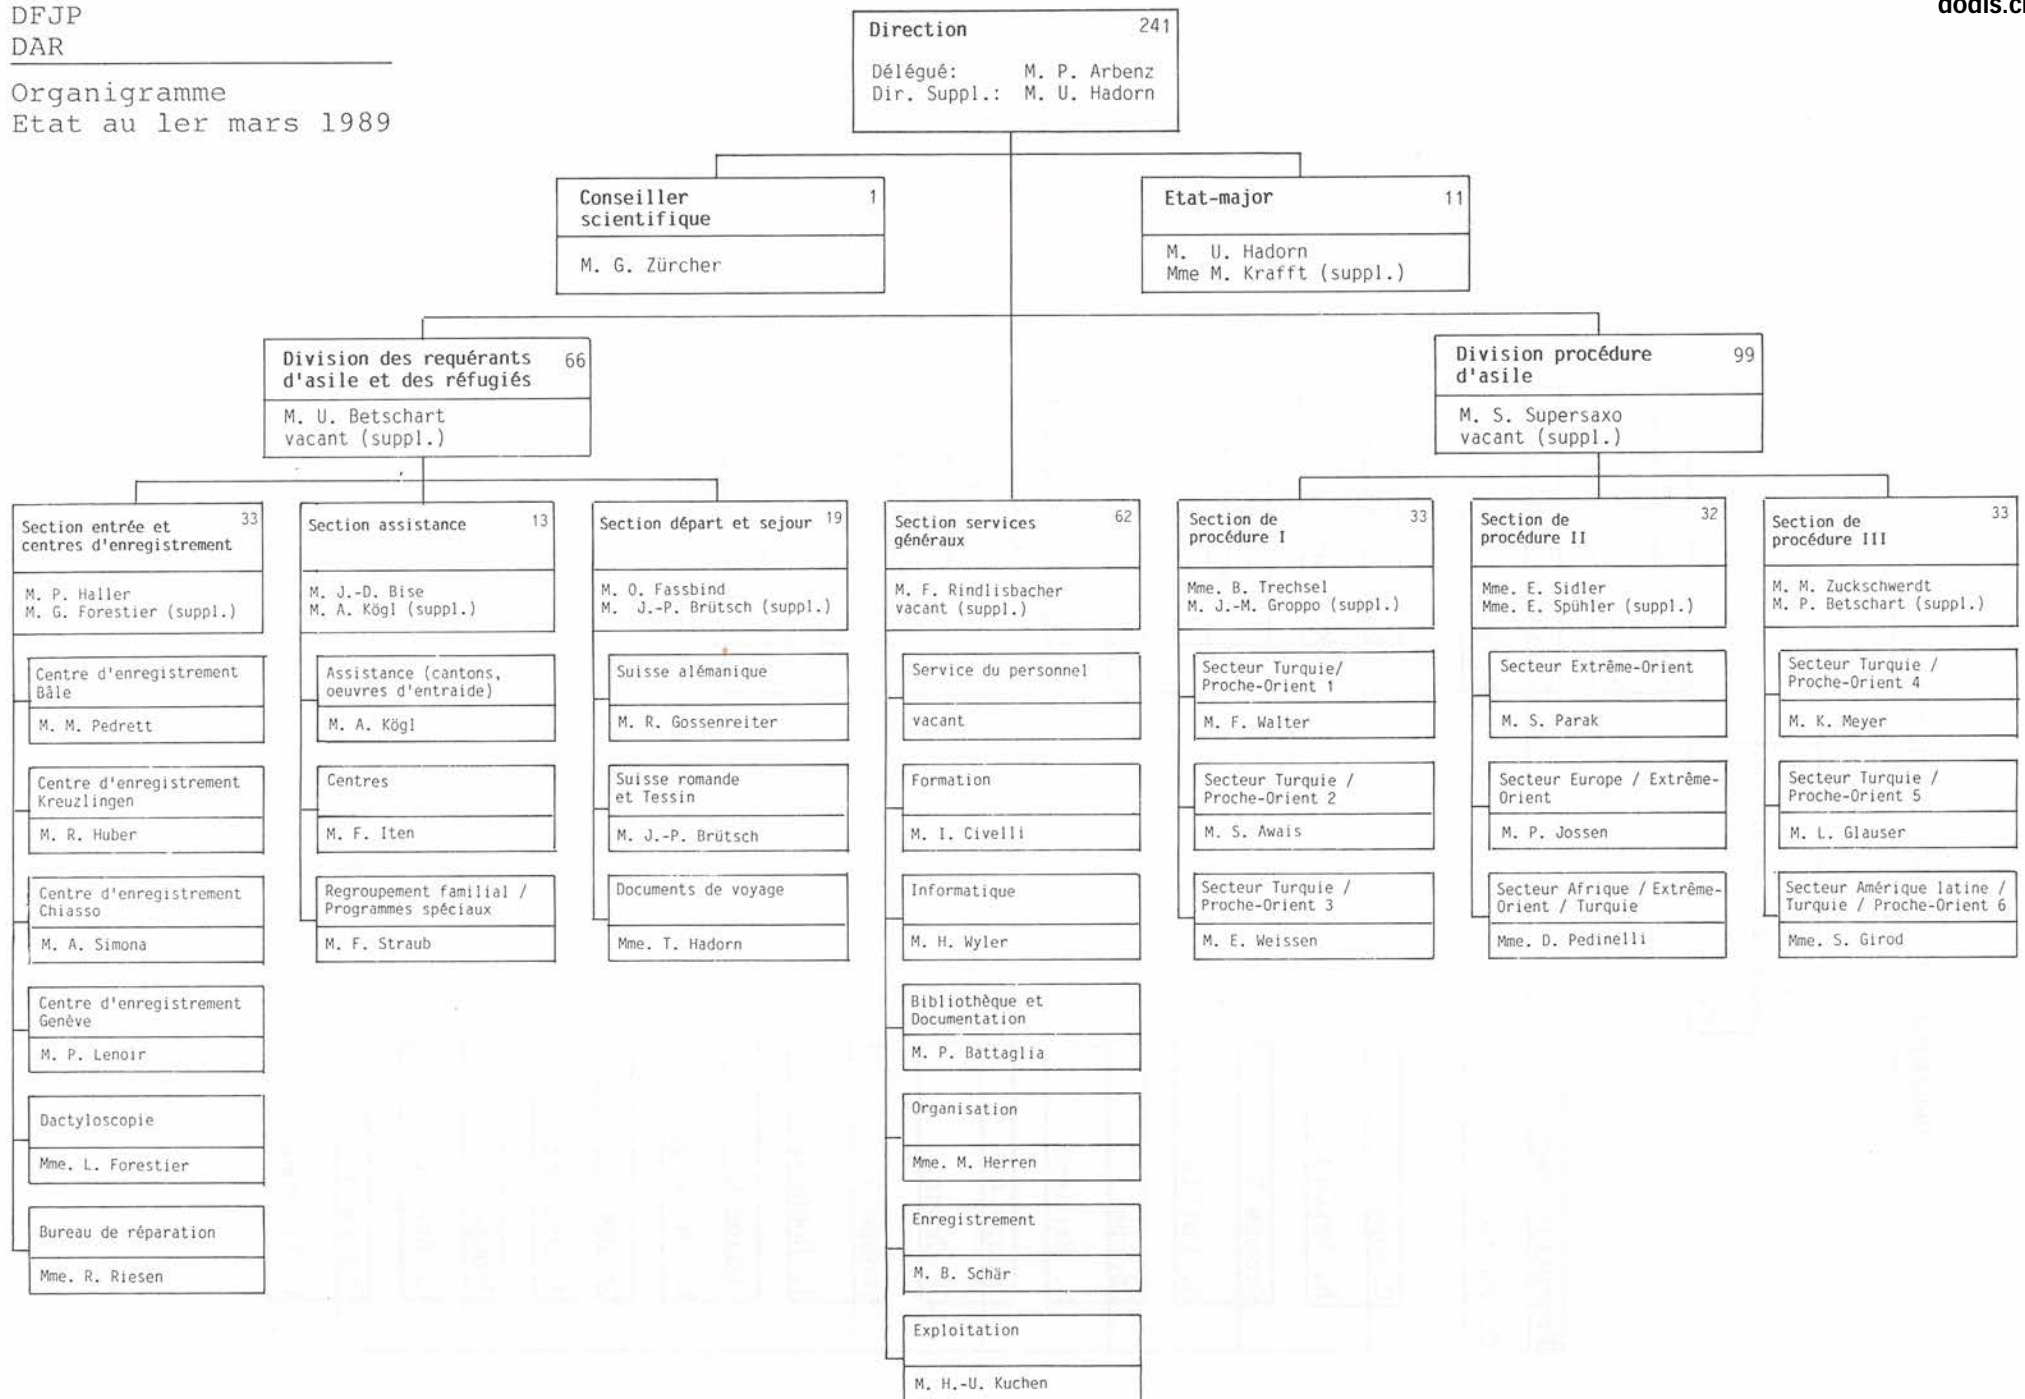 DFJP
DAR
Organigramme
Etat au 1er mars 1989
Direction 241
Délégué: M. P. Arbenz
Dir. Suppl.: M. U. Hadorn
Conseiller 1
scientifique
M. G. Zürcher
Etat-major 11
M. U. Hadorn
Mme M. Krafft (suppl.)
Division des requérants 66
d'asile et des réfugiés
M. U. Betschart
vacant (suppl.)
Division procédure 99
d'asile
M. S. Supersaxo
vacant (suppl.)
Section entrée et 33
centres d'enregistrement
M. P. Haller
M. G. Forestier (suppl.)
Centre d'enregistrement
Bâle
M. M. Pedrett
Centre d'enregistrement
Kreuzlingen
M. R. Huber
Centre d'enregistrement
Chiasso
M. A. Simona
Centre d'enregistrement
Genève
M. P. Lenoir
Dactyloscopie
Mme. L. Forestier
Bureau de réparation
Mme. R. Riesen
Section assistance 13
M. J.-D. Bise
M. A. Kögl (suppl.)
Assistance (cantons,
oeuvres d'entraide)
M. A. Kögl
Centres
M. F. Iten
Regroupement familial /
Programmes spéciaux
M. F. Straub
Section départ et sejour 19
M. O. Fassbind
M. J.-P. Brütsch (suppl.)
Suisse alémanique
M. R. Gossenreiter
Suisse romande
et Tessin
M. J.-P. Brütsch
Documents de voyage
Mme. T. Hadorn
Section services 62
généraux
M. F. Rindlisbacher
vacant (suppl.)
Service du personnel
vacant
Formation
M. I. Civelli
Informatique
M. H. Wyler
Bibliothèque et
Documentation
M. P. Battaglia
Organisation
Mme. M. Herren
Enregistrement
M. B. Schär
Exploitation
M. H.-U. Kuchen
Section de 33
procédure I
Mme. B. Trechsel
M. J.-M. Groppo (suppl.)
Secteur Turquie/
Proche-Orient 1
M. F. Walter
Secteur Turquie /
Proche-Orient 2
M. S. Awais
Secteur Turquie /
Proche-Orient 3
M. E. Weissen
Section de 32
procédure II
Mme. E. Sidler
Mme. E. Spühler (suppl.)
Secteur Extrême-Orient
M. S. Parak
Secteur Europe / Extrême-
Orient
M. P. Jossen
Secteur Afrique / Extrême-
Orient / Turquie
Mme. D. Pedinelli
Section de 33
procédure III
M. M. Zuckschwerdt
M. P. Betschart (suppl.)
Secteur Turquie /
Proche-Orient 4
M. K. Meyer
Secteur Turquie /
Proche-Orient 5
M. L. Glauser
Secteur Amérique latine /
Turquie / Proche-Orient 6
Mme. S. Girod